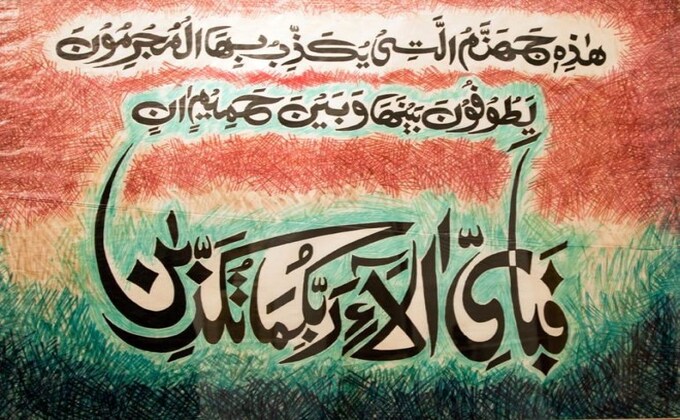 هٰذِهٖ جَهَنَّمُ الَّتِىْ يُكَذِّبُ بِهَا الْمُجْرِمُوْنَ
يَطُوْفُوْنَ بَيْنَهَا وَبَيْنَ حَمِيْمٍ اٰنٍ
فَبِاَىِّ اٰلَآءِ رَبِّكُمَا تُكَذِّبٰنِ